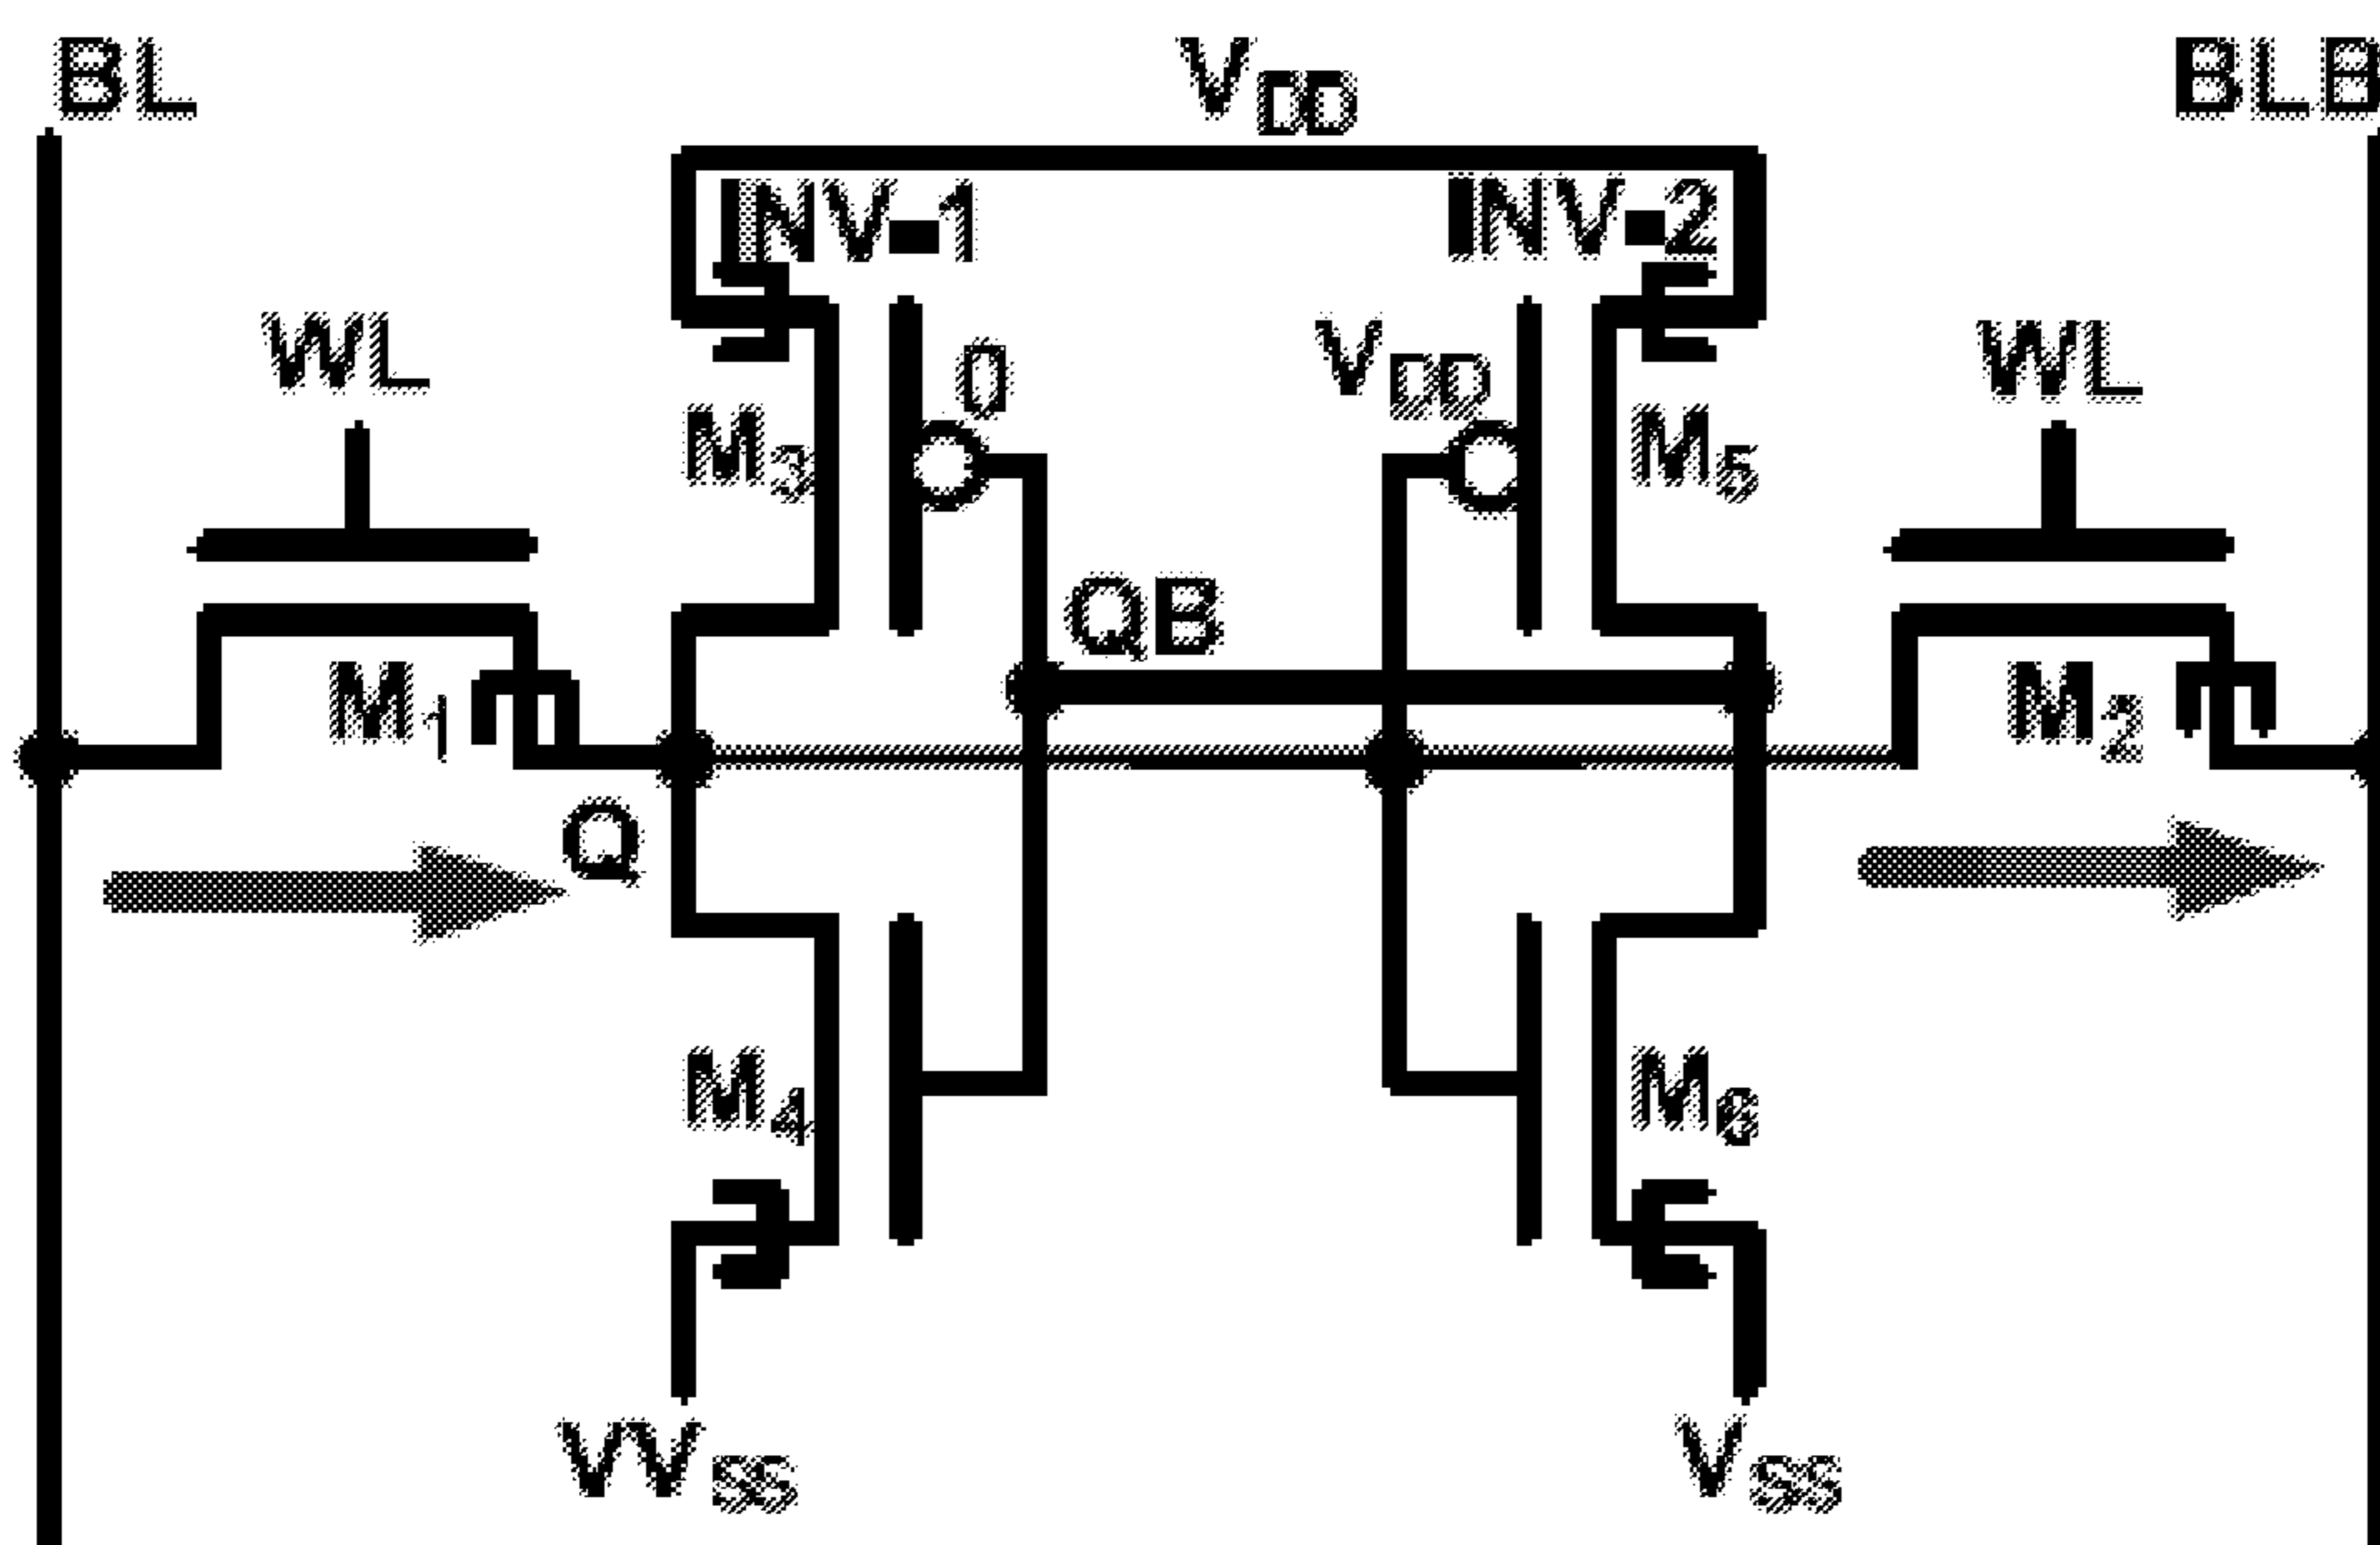 BL VDD BLB
INV-1 INV-2
WL 0 VDD WL
M3 M5
QB
M1 M2
Q
M4 M6
VVSS VSS